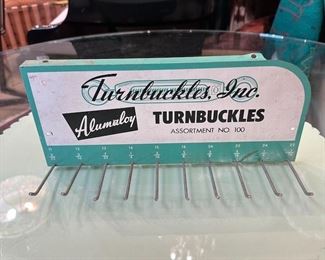 Turnbuckles, Inc.
Alumaloy
TURNBUCKLES
ASSORTMENT NO. 100